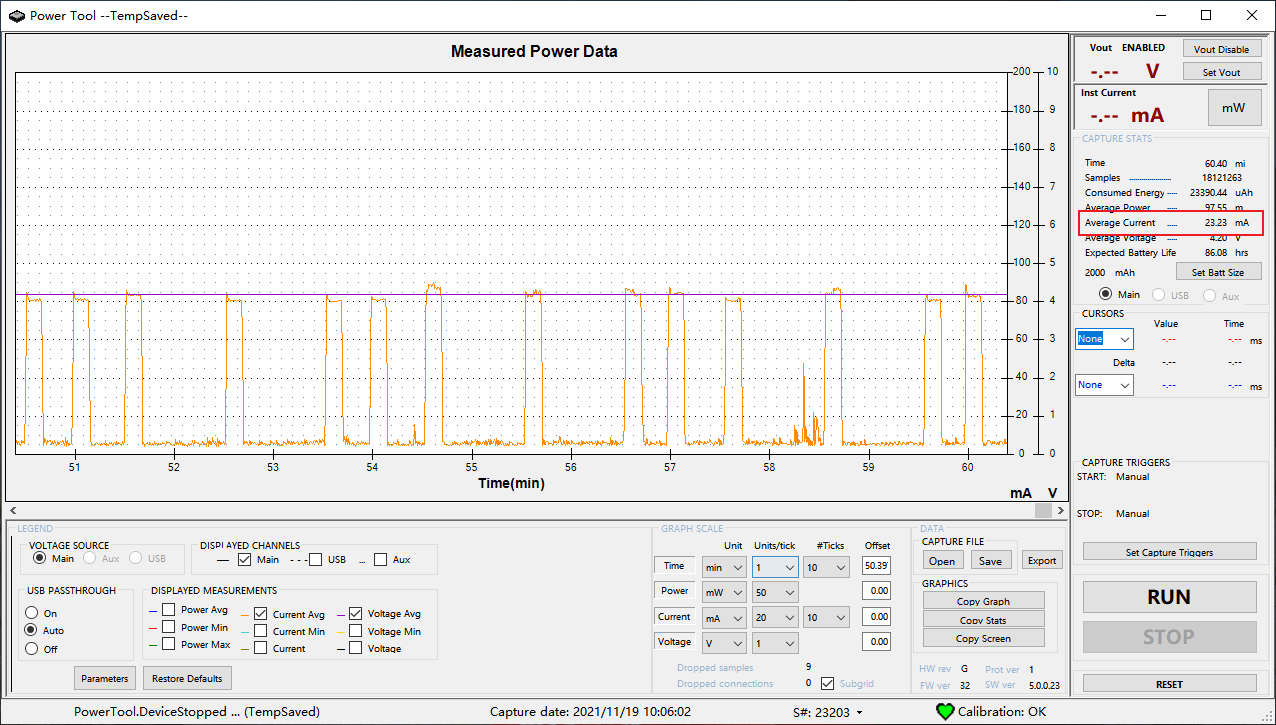 Power Tool --TempSaved--
Measured Power Data
200 10
180 9
160 8
140 7
120 6
100 5
80 4
60 3
40 2
20 1
0 0
51 52 53 54 55 56 57 58 59 60
Time(min)
mA V
Vout ENABLED
Vout Disable
-.-- V
Set Vout
Inst Current
-.-- mA
mW
CAPTURE STATS
Time 60.40 mi
Samples 18121263
Consumed Energy 23390.44 uAh
Average Power 97.55 m
Average Current 23.23 mA
Average Voltage 4.20 V
Expected Battery Life 86.08 hrs
2000 mAh Set Batt Size
Main USB Aux
CURSORS
Value Time
None -.-- -.-- ms
Delta -.-- -.--
None -.-- -.-- ms
CAPTURE TRIGGERS
START: Manual
STOP: Manual
Set Capture Triggers
RUN
STOP
RESET
LEGEND
VOLTAGE SOURCE
Main Aux USB
DISPLAYED CHANNELS
Main USB Aux
USB PASSTHROUGH
On
Auto
Off
DISPLAYED MEASUREMENTS
Power Avg Current Avg Voltage Avg
Power Min Current Min Voltage Min
Power Max Current Voltage
Parameters Restore Defaults
GRAPH SCALE
Unit Units/tick #Ticks Offset
Time min 1 10 50.39
Power mW 50 0.00
Current mA 20 10 0.00
Voltage V 1 0.00
Dropped samples 9
Dropped connections 0 Subgrid
DATA
CAPTURE FILE
Open Save Export
GRAPHICS
Copy Graph
Copy Stats
Copy Screen
HW rev G Prot ver 1
FW ver 32 SW ver 5.0.0.23
PowerTool.DeviceStopped ... (TempSaved) Capture date: 2021/11/19 10:06:02 S#: 23203 Calibration: OK